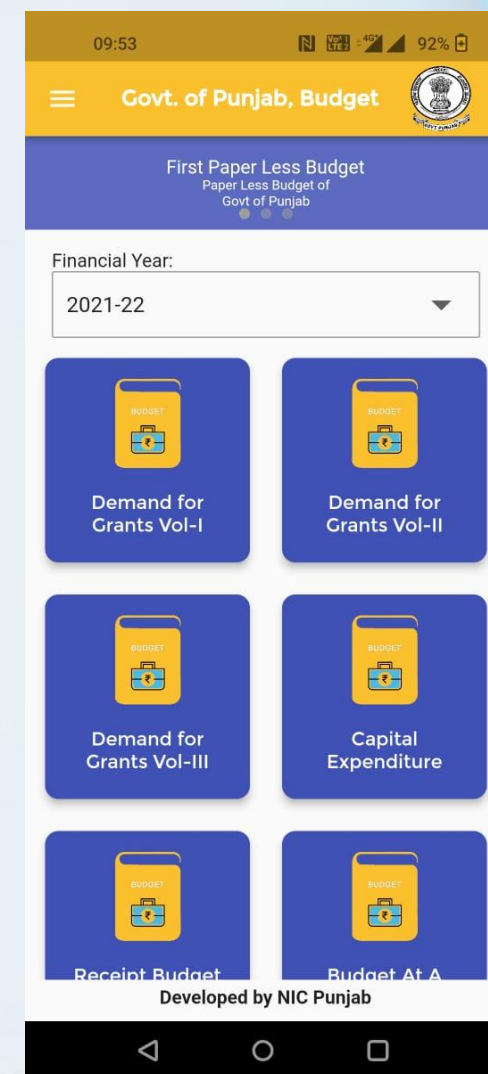 09:53
4G+
92%
Govt. of Punjab, Budget
First Paper Less Budget
Paper Less Budget of
Govt of Punjab
Financial Year:
2021-22
BUDGET
₹
Demand for
Grants Vol-I
BUDGET
₹
Demand for
Grants Vol-II
BUDGET
₹
Demand for
Grants Vol-III
BUDGET
₹
Capital
Expenditure
BUDGET
₹
Receipt Budget
BUDGET
₹
Budget At A
Developed by NIC Punjab